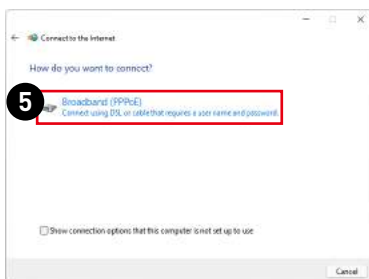 Connect to the Internet
How do you want to connect?
5
Broadband (PPPoE)
Connect using DSL or cable that requires a user name and password.
Show connection options that this computer is not set up to use
Cancel